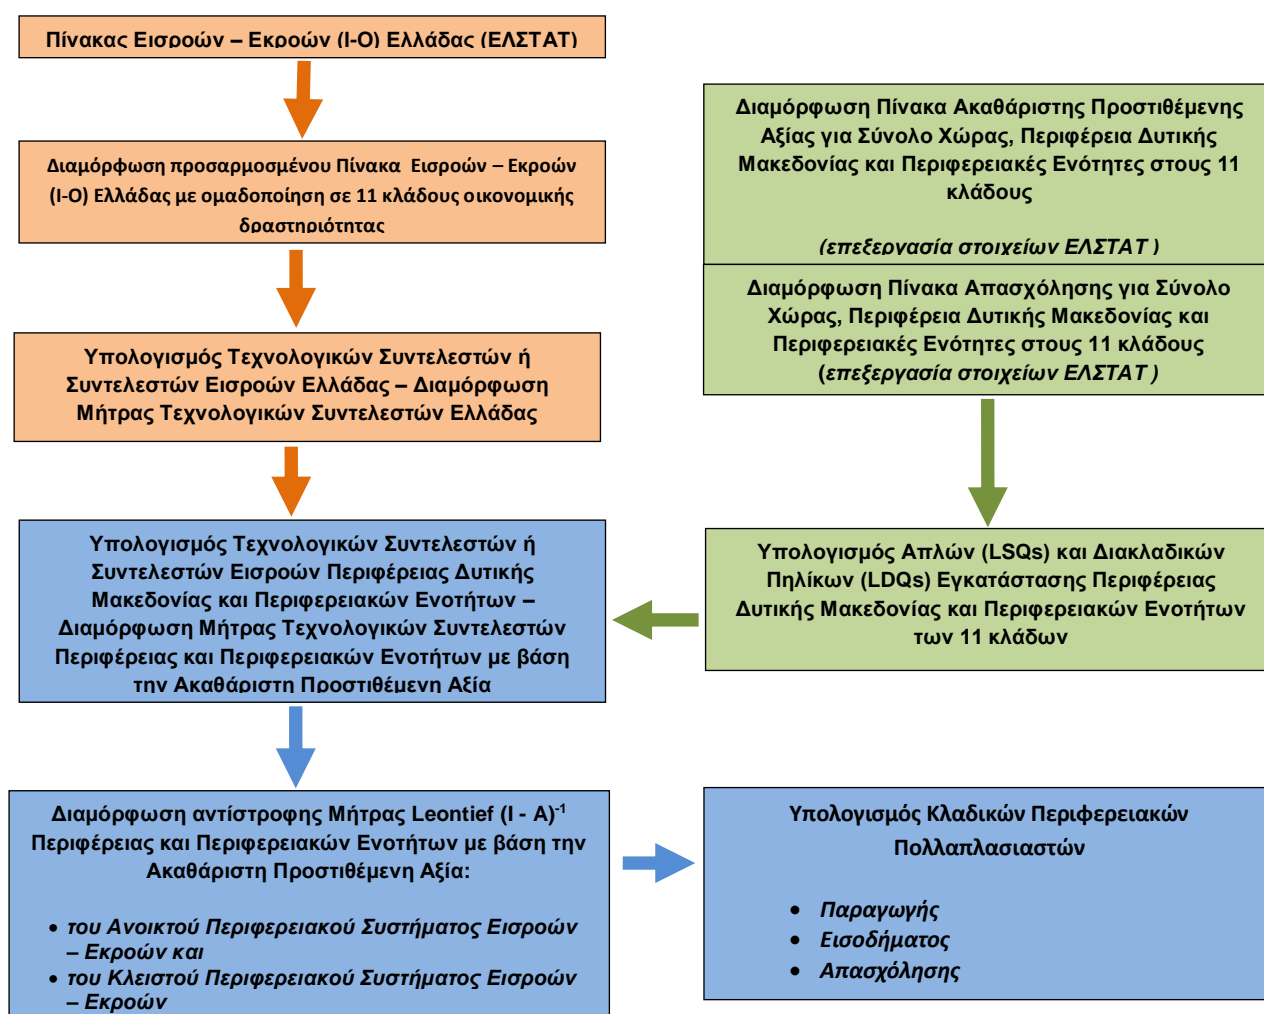 Πίνακας Εισροών – Εκροών (Ι-Ο) Ελλάδας (ΕΛΣΤΑΤ)
Διαμόρφωση προσαρμοσμένου Πίνακα Εισροών – Εκροών
(Ι-Ο) Ελλάδας με ομαδοποίηση σε 11 κλάδους οικονομικής
δραστηριότητας
Υπολογισμός Τεχνολογικών Συντελεστών ή
Συντελεστών Εισροών Ελλάδας – Διαμόρφωση
Μήτρας Τεχνολογικών Συντελεστών Ελλάδας
Διαμόρφωση Πίνακα Ακαθάριστης Προστιθέμενης
Αξίας για Σύνολο Χώρας, Περιφέρεια Δυτικής
Μακεδονίας και Περιφερειακές Ενότητες στους 11
κλάδους
(επεξεργασία στοιχείων ΕΛΣΤΑΤ )
Διαμόρφωση Πίνακα Απασχόλησης για Σύνολο
Χώρας, Περιφέρεια Δυτικής Μακεδονίας και
Περιφερειακές Ενότητες στους 11 κλάδους
(επεξεργασία στοιχείων ΕΛΣΤΑΤ )
Υπολογισμός Τεχνολογικών Συντελεστών ή
Συντελεστών Εισροών Περιφέρειας Δυτικής
Μακεδονίας και Περιφερειακών Ενοτήτων –
Διαμόρφωση Μήτρας Τεχνολογικών Συντελεστών
Περιφέρειας και Περιφερειακών Ενοτήτων με βάση
την Ακαθάριστη Προστιθέμενη Αξία
Υπολογισμός Απλών (LSQs) και Διακλαδικών
Πηλίκων (LDQs) Εγκατάστασης Περιφέρειας
Δυτικής Μακεδονίας και Περιφερειακών Ενοτήτων
των 11 κλάδων
Διαμόρφωση αντίστροφης Μήτρας Leontief (I - A)⁻¹
Περιφέρειας και Περιφερειακών Ενοτήτων με βάση την
Ακαθάριστη Προστιθέμενη Αξία:
• του Ανοικτού Περιφερειακού Συστήματος Εισροών
– Εκροών και
• του Κλειστού Περιφερειακού Συστήματος Εισροών
– Εκροών
Υπολογισμός Κλαδικών Περιφερειακών
Πολλαπλασιαστών
• Παραγωγής
• Εισοδήματος
• Απασχόλησης